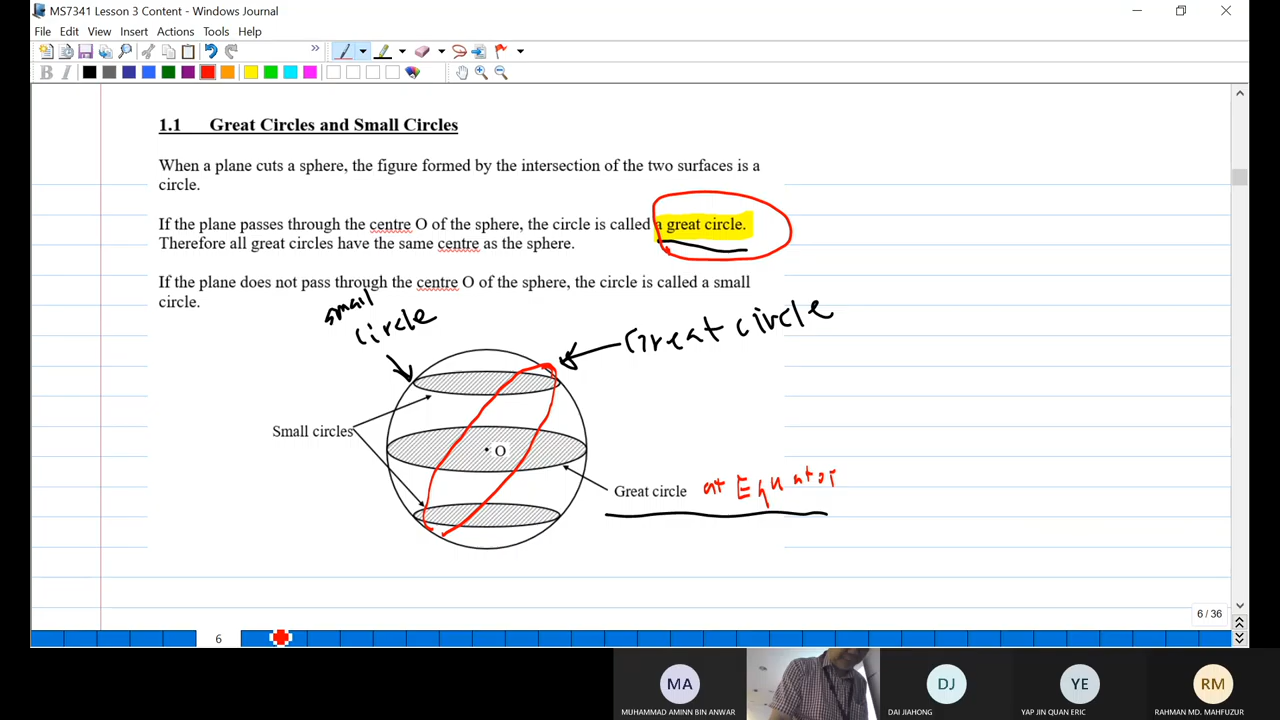 MS7341 Lesson 3 Content - Windows Journal
File Edit View Insert Actions Tools Help
B I
1.1 Great Circles and Small Circles
When a plane cuts a sphere, the figure formed by the intersection of the two surfaces is a
circle.
If the plane passes through the centre O of the sphere, the circle is called a great circle.
Therefore all great circles have the same centre as the sphere.
If the plane does not pass through the centre O of the sphere, the circle is called a small
circle.
small
circle
Great circle
Small circles
O
Great circle at Equator
6 / 36
6
MA
DJ
YE
RM
MUHAMMAD AMINN BIN ANWAR
DAI JIAHONG
YAP JIN QUAN ERIC
RAHMAN MD. MAHFUZUR